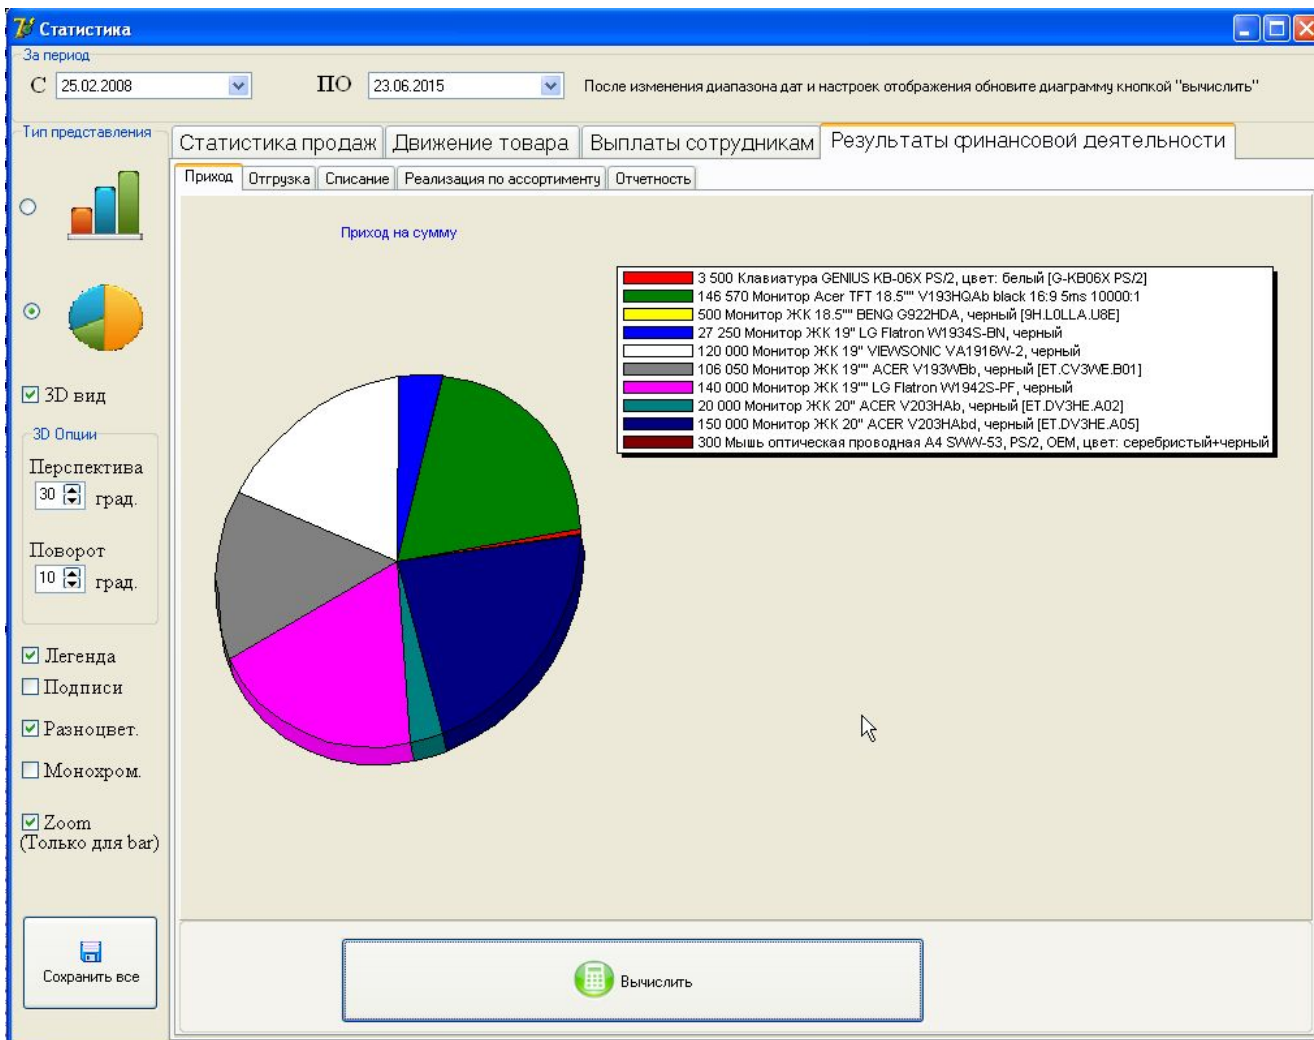 Статистика
За период
С 25.02.2008 ПО 23.06.2015 После изменения диапазона дат и настроек отображения обновите диаграмму кнопкой "вычислить"
Тип представления
Статистика продаж Движение товара Выплаты сотрудникам Результаты финансовой деятельности
Приход Отгрузка Списание Реализация по ассортименту Отчетность
Приход на сумму
3 500 Клавиатура GENIUS KB-06X PS/2, цвет: белый [G-KB06X PS/2]
146 570 Монитор Acer TFT 18.5"" V193HQAb black 16:9 5ms 10000:1
500 Монитор ЖК 18.5"" BENQ G922HDA, черный [9H.L0LLA.U8E]
27 250 Монитор ЖК 19" LG Flatron W1934S-BN, черный
120 000 Монитор ЖК 19" VIEWSONIC VA1916W-2, черный
106 050 Монитор ЖК 19"" ACER V193WBb, черный [ET.CV3WE.B01]
140 000 Монитор ЖК 19"" LG Flatron W1942S-PF, черный
20 000 Монитор ЖК 20" ACER V203HAb, черный [ET.DV3HE.A02]
150 000 Монитор ЖК 20" ACER V203HAbd, черный [ET.DV3HE.A05]
300 Мышь оптическая проводная A4 SWW-53, PS/2, OEM, цвет: серебристый+черный
3D вид
3D Опции
Перспектива
30 град.
Поворот
10 град.
Легенда
Подписи
Разноцвет.
Монохром.
Zoom
(Только для bar)
Сохранить все
Вычислить